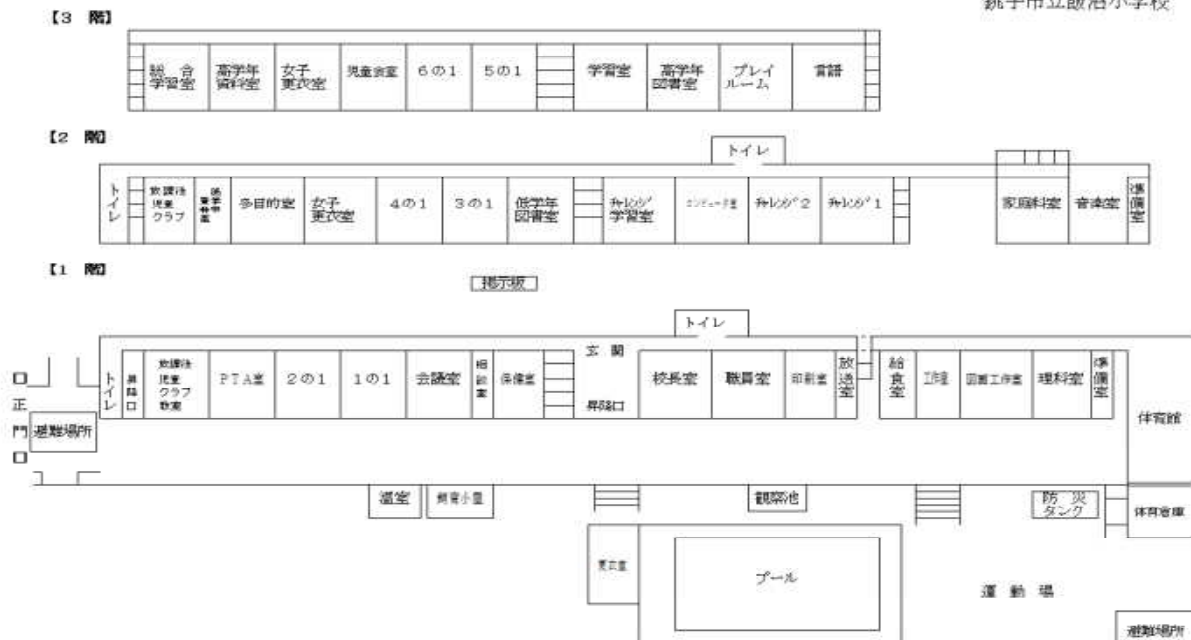 銚子市立飯沼小学校
【3 階】
総合
学習室
高学年
資料室
女子
更衣室
児童会室
6の1
5の1
学習室
高学年
図書室
プレイ
ルーム
言語
【2 階】
トイレ
トイレ
放課後
児童
クラブ
多目的室
女子
更衣室
4の1
3の1
低学年
図書室
チャレンジ
学習室
コンピュータ室
チャレンジ2
チャレンジ1
家庭科室
音楽室
準備室
【1 階】
掲示板
トイレ
玄関
トイレ
昇降口
放課後
児童
クラブ
教室
PTA室
2の1
1の1
会議室
相談室
保健室
昇降口
校長室
職員室
印刷室
放送室
給食室
工作室
図画工作室
理科室
準備室
体育館
正門
避難場所
温室
飼育小屋
観察池
防災
タンク
体育倉庫
更衣室
プール
運動場
避難場所